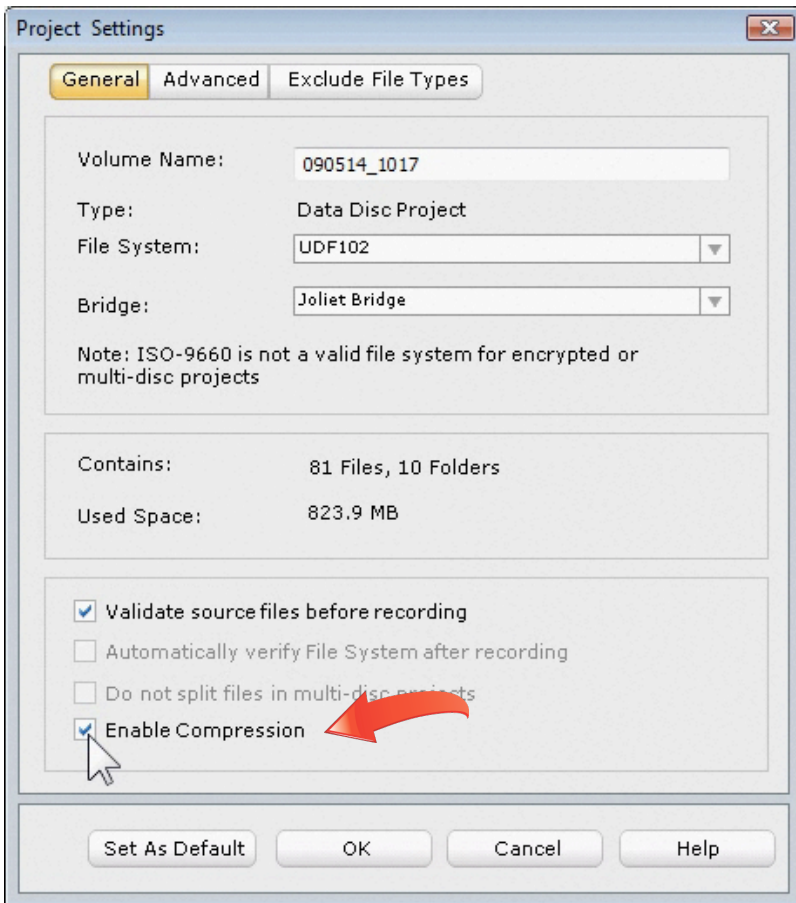 Project Settings
General Advanced Exclude File Types
Volume Name: 090514_1017
Type: Data Disc Project
File System: UDF102
Bridge: Joliet Bridge
Note: ISO-9660 is not a valid file system for encrypted or
multi-disc projects
Contains: 81 Files, 10 Folders
Used Space: 823.9 MB
Validate source files before recording
Automatically verify File System after recording
Do not split files in multi-disc projects
Enable Compression
Set As Default OK Cancel Help